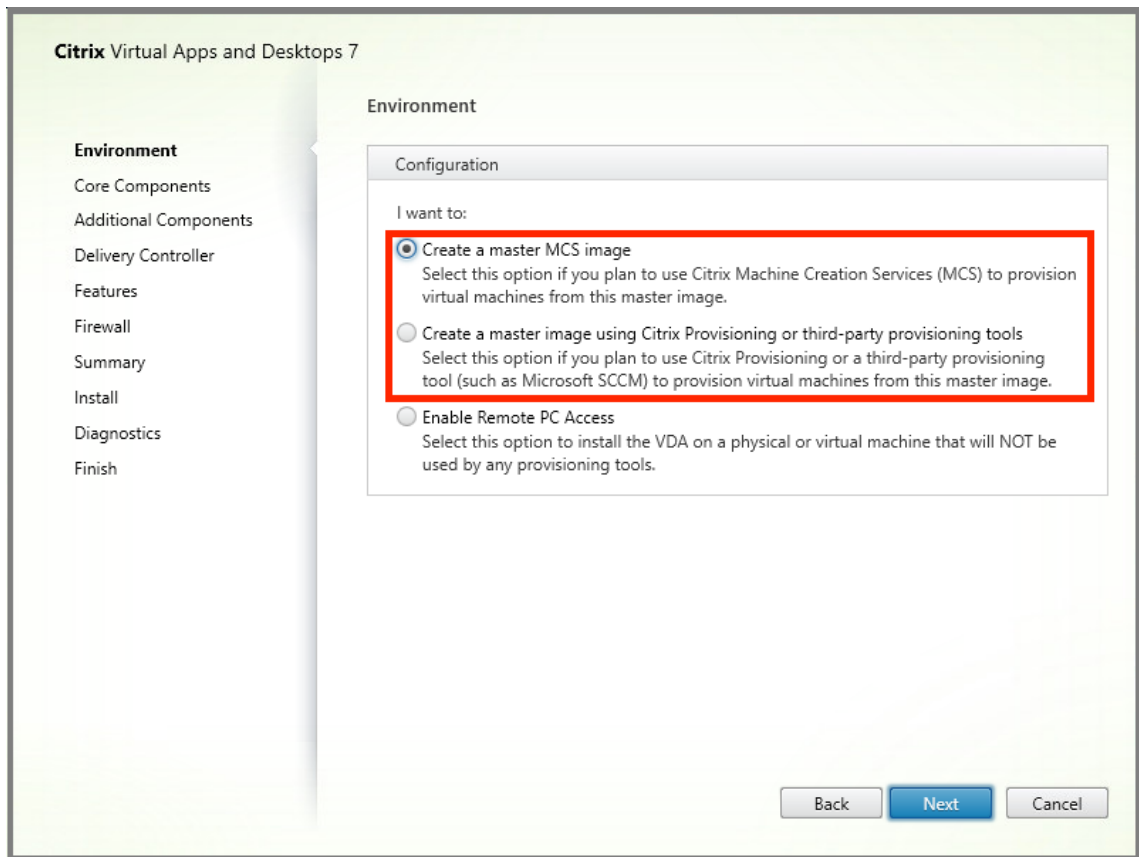 Citrix Virtual Apps and Desktops 7
Environment
Core Components
Additional Components
Delivery Controller
Features
Firewall
Summary
Install
Diagnostics
Finish
Environment
Configuration
I want to:
Create a master MCS image
Select this option if you plan to use Citrix Machine Creation Services (MCS) to provision
virtual machines from this master image.
Create a master image using Citrix Provisioning or third-party provisioning tools
Select this option if you plan to use Citrix Provisioning or a third-party provisioning
tool (such as Microsoft SCCM) to provision virtual machines from this master image.
Enable Remote PC Access
Select this option to install the VDA on a physical or virtual machine that will NOT be
used by any provisioning tools.
Back Next Cancel